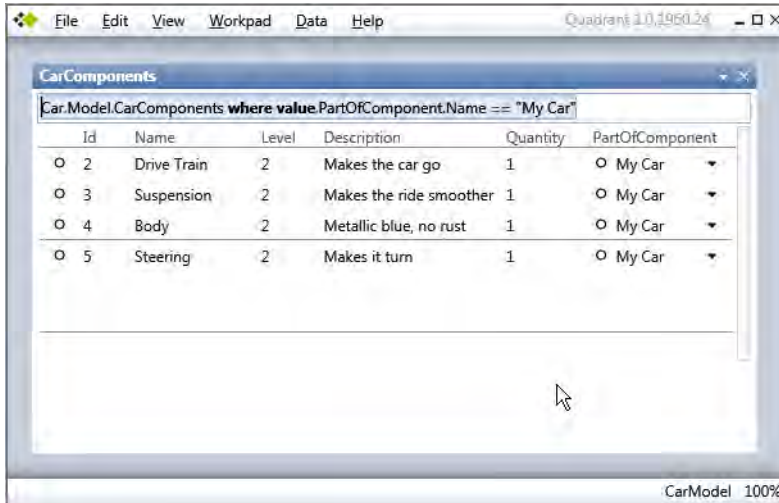 File Edit View Workpad Data Help Quadrant 1.0.1960.24
CarComponents
Car.Model.CarComponents where value.PartOfComponent.Name == "My Car"
Id Name Level Description Quantity PartOfComponent
2 Drive Train 2 Makes the car go 1 My Car
3 Suspension 2 Makes the ride smoother 1 My Car
4 Body 2 Metallic blue, no rust 1 My Car
5 Steering 2 Makes it turn 1 My Car
CarModel 100%